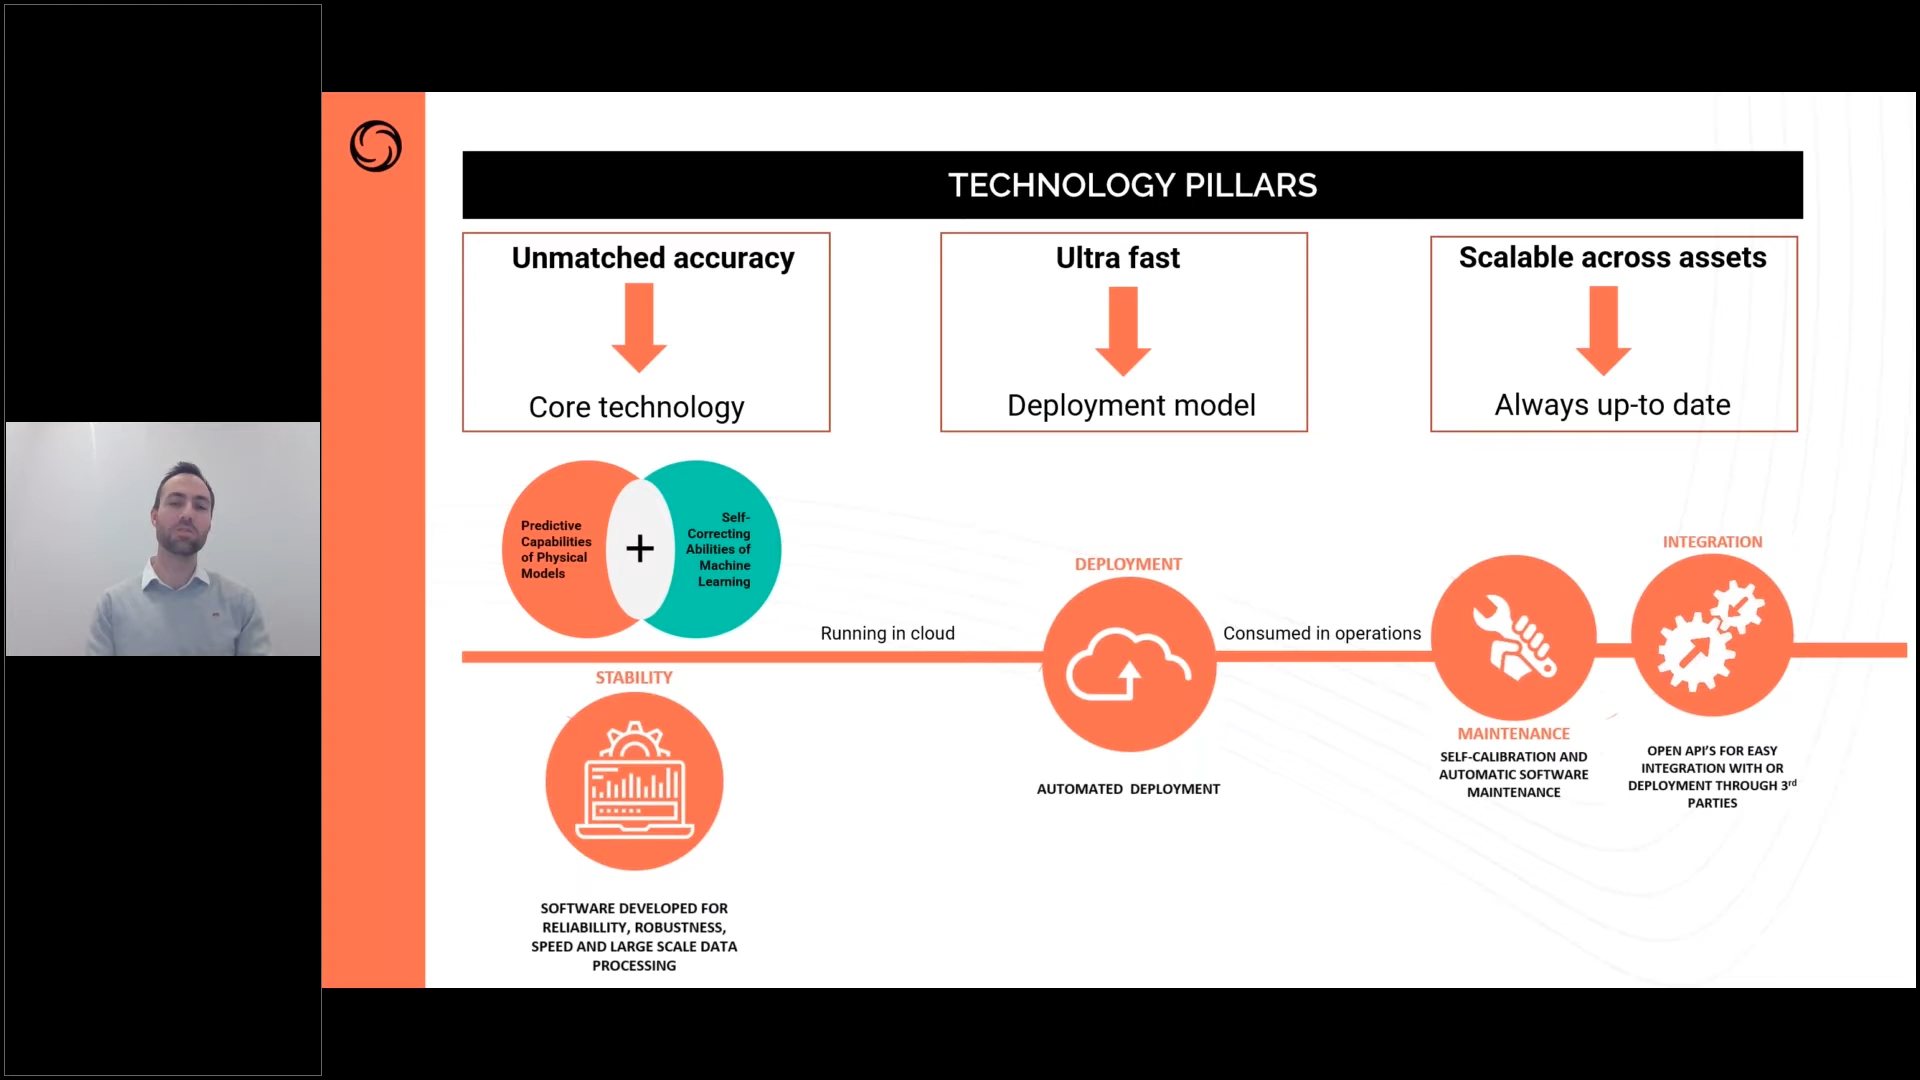 TECHNOLOGY PILLARS
Unmatched accuracy
Core technology
Ultra fast
Deployment model
Scalable across assets
Always up-to date
Predictive
Capabilities
of Physical
Models
+
Self-
Correcting
Abilities of
Machine
Learning
Running in cloud
DEPLOYMENT
Consumed in operations
INTEGRATION
STABILITY
SOFTWARE DEVELOPED FOR
RELIABILLITY, ROBUSTNESS,
SPEED AND LARGE SCALE DATA
PROCESSING
AUTOMATED DEPLOYMENT
MAINTENANCE
SELF-CALIBRATION AND
AUTOMATIC SOFTWARE
MAINTENANCE
OPEN API'S FOR EASY
INTEGRATION WITH OR
DEPLOYMENT THROUGH 3rd
PARTIES